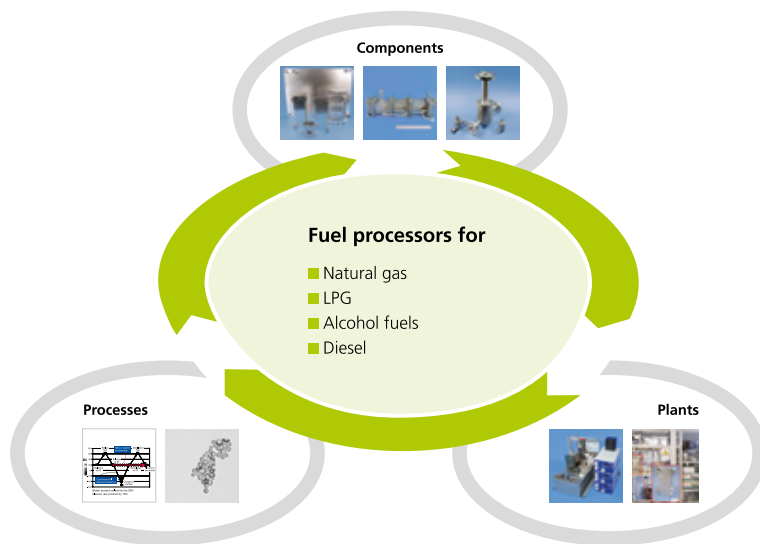 Components
Fuel processors for
Natural gas
LPG
Alcohol fuels
Diesel
Processes
Plants